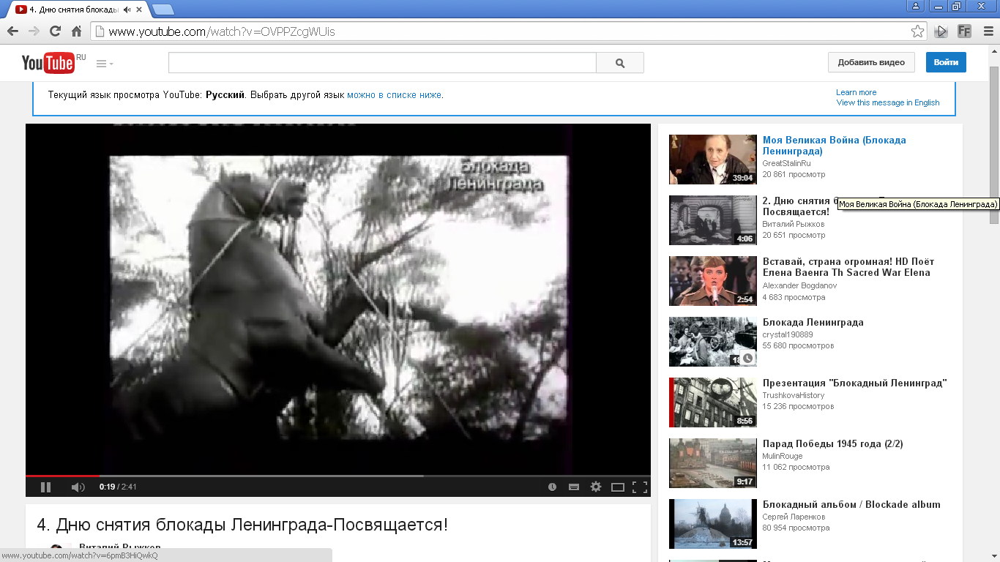 4. Дню снятия блокады
www.youtube.com/watch?v=OVPPZcgWUis
FF
YouTube RU
Добавить видео
Войти
Текущий язык просмотра YouTube: Русский. Выбрать другой язык можно в списке ниже.
Learn more
View this message in English
Блокада
Ленинграда
0:19 / 2:41
4. Дню снятия блокады Ленинграда-Посвящается!
Виталий Рыжков
www.youtube.com/watch?v=6pmB3HiQwkQ
Моя Великая Война (Блокада
Ленинграда)
GreatStalinRu
20 861 просмотр
39:04
2. Дню снятия
Посвящается!
Виталий Рыжков
20 651 просмотр
4:06
Моя Великая Война (Блокада Ленинграда)
Вставай, страна огромная! HD Поёт
Елена Ваенга Th Sacred War Elena
Alexander Bogdanov
4 683 просмотра
2:54
Блокада Ленинграда
crystal190889
55 680 просмотров
Презентация "Блокадный Ленинград"
TrushkovaHistory
15 236 просмотров
8:56
Парад Победы 1945 года (2/2)
MulinRouge
11 062 просмотра
9:17
Блокадный альбом / Blockade album
Сергей Ларенков
80 954 просмотра
13:57